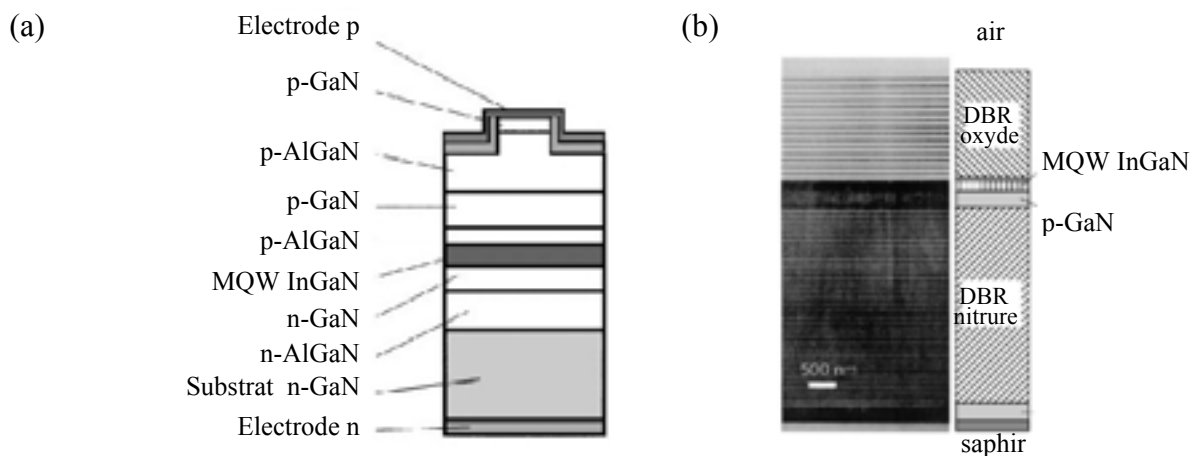 (a)
Electrode p
p-GaN
p-AlGaN
p-GaN
p-AlGaN
MQW InGaN
n-GaN
n-AlGaN
Substrat n-GaN
Electrode n
(b)
air
DBR
oxyde
MQW InGaN
p-GaN
DBR
nitrure
500
saphir